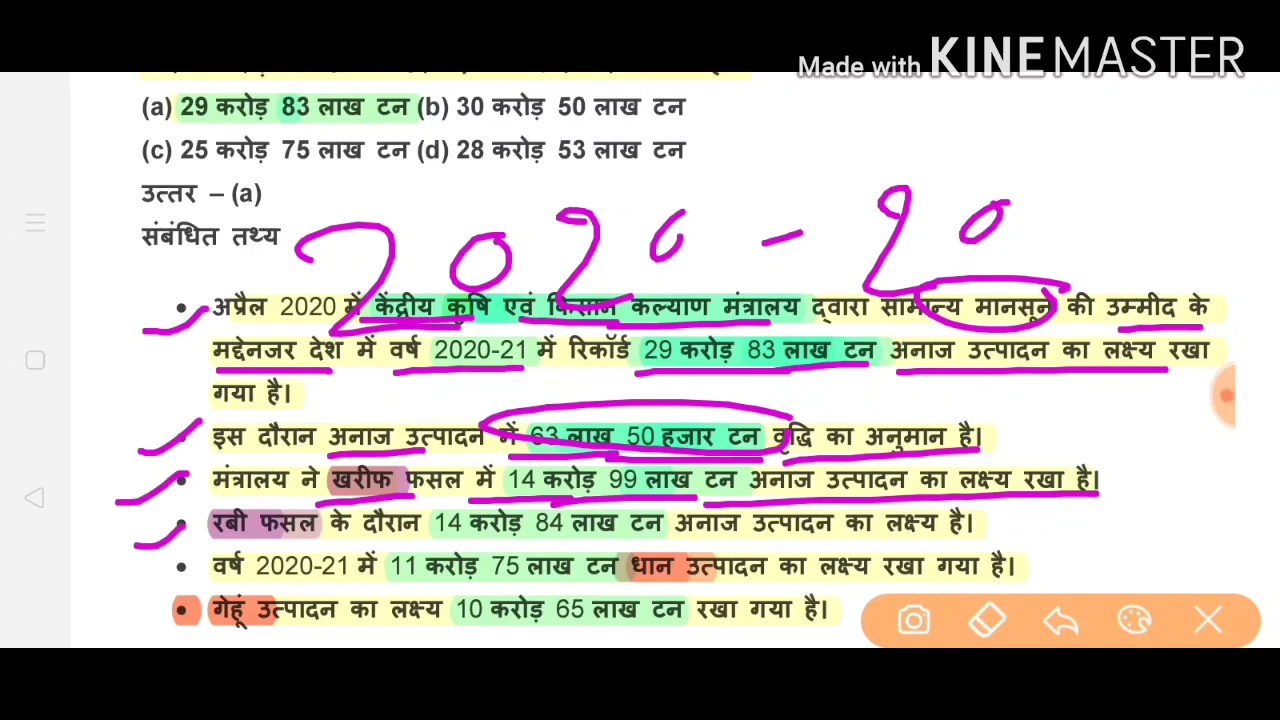 Made with KINEMASTER
(a) 29 करोड़ 83 लाख टन (b) 30 करोड़ 50 लाख टन
(c) 25 करोड़ 75 लाख टन (d) 28 करोड़ 53 लाख टन
उत्तर – (a)
संबंधित तथ्य
2020 - 20
• अप्रैल 2020 में केंद्रीय कृषि एवं किसान कल्याण मंत्रालय द्वारा सामान्य मानसून की उम्मीद के
मद्देनजर देश में वर्ष 2020-21 में रिकॉर्ड 29 करोड़ 83 लाख टन अनाज उत्पादन का लक्ष्य रखा
गया है।
• इस दौरान अनाज उत्पादन में 63 लाख 50 हजार टन वृद्धि का अनुमान है।
• मंत्रालय ने खरीफ फसल में 14 करोड़ 99 लाख टन अनाज उत्पादन का लक्ष्य रखा है।
• रबी फसल के दौरान 14 करोड़ 84 लाख टन अनाज उत्पादन का लक्ष्य है।
• वर्ष 2020-21 में 11 करोड़ 75 लाख टन धान उत्पादन का लक्ष्य रखा गया है।
• गेहूं उत्पादन का लक्ष्य 10 करोड़ 65 लाख टन रखा गया है।